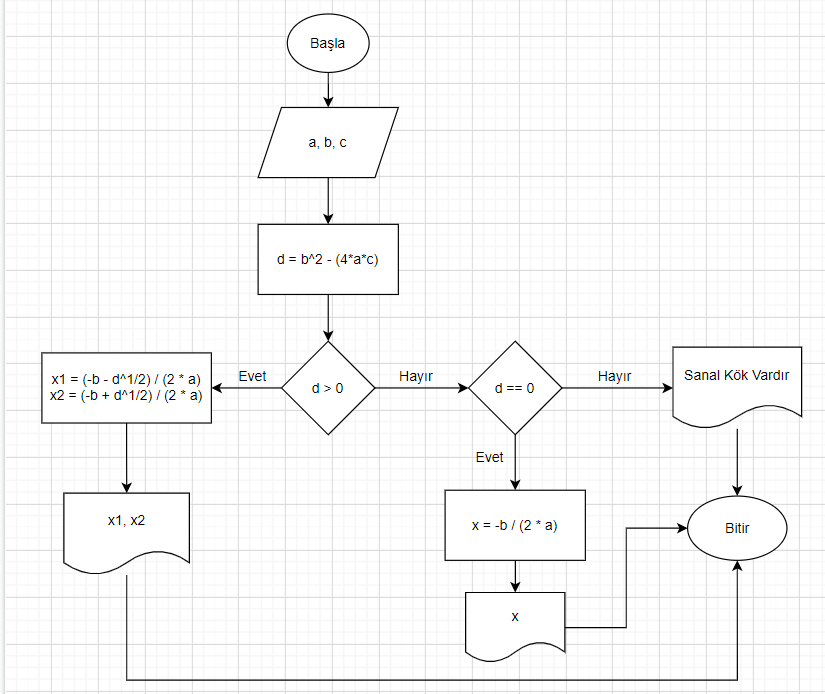 Başla
a, b, c
d = b^2 - (4*a*c)
d > 0
Evet
x1 = (-b - d^1/2) / (2 * a)
x2 = (-b + d^1/2) / (2 * a)
x1, x2
Hayır
d == 0
Evet
x = -b / (2 * a)
x
Hayır
Sanal Kök Vardır
Bitir